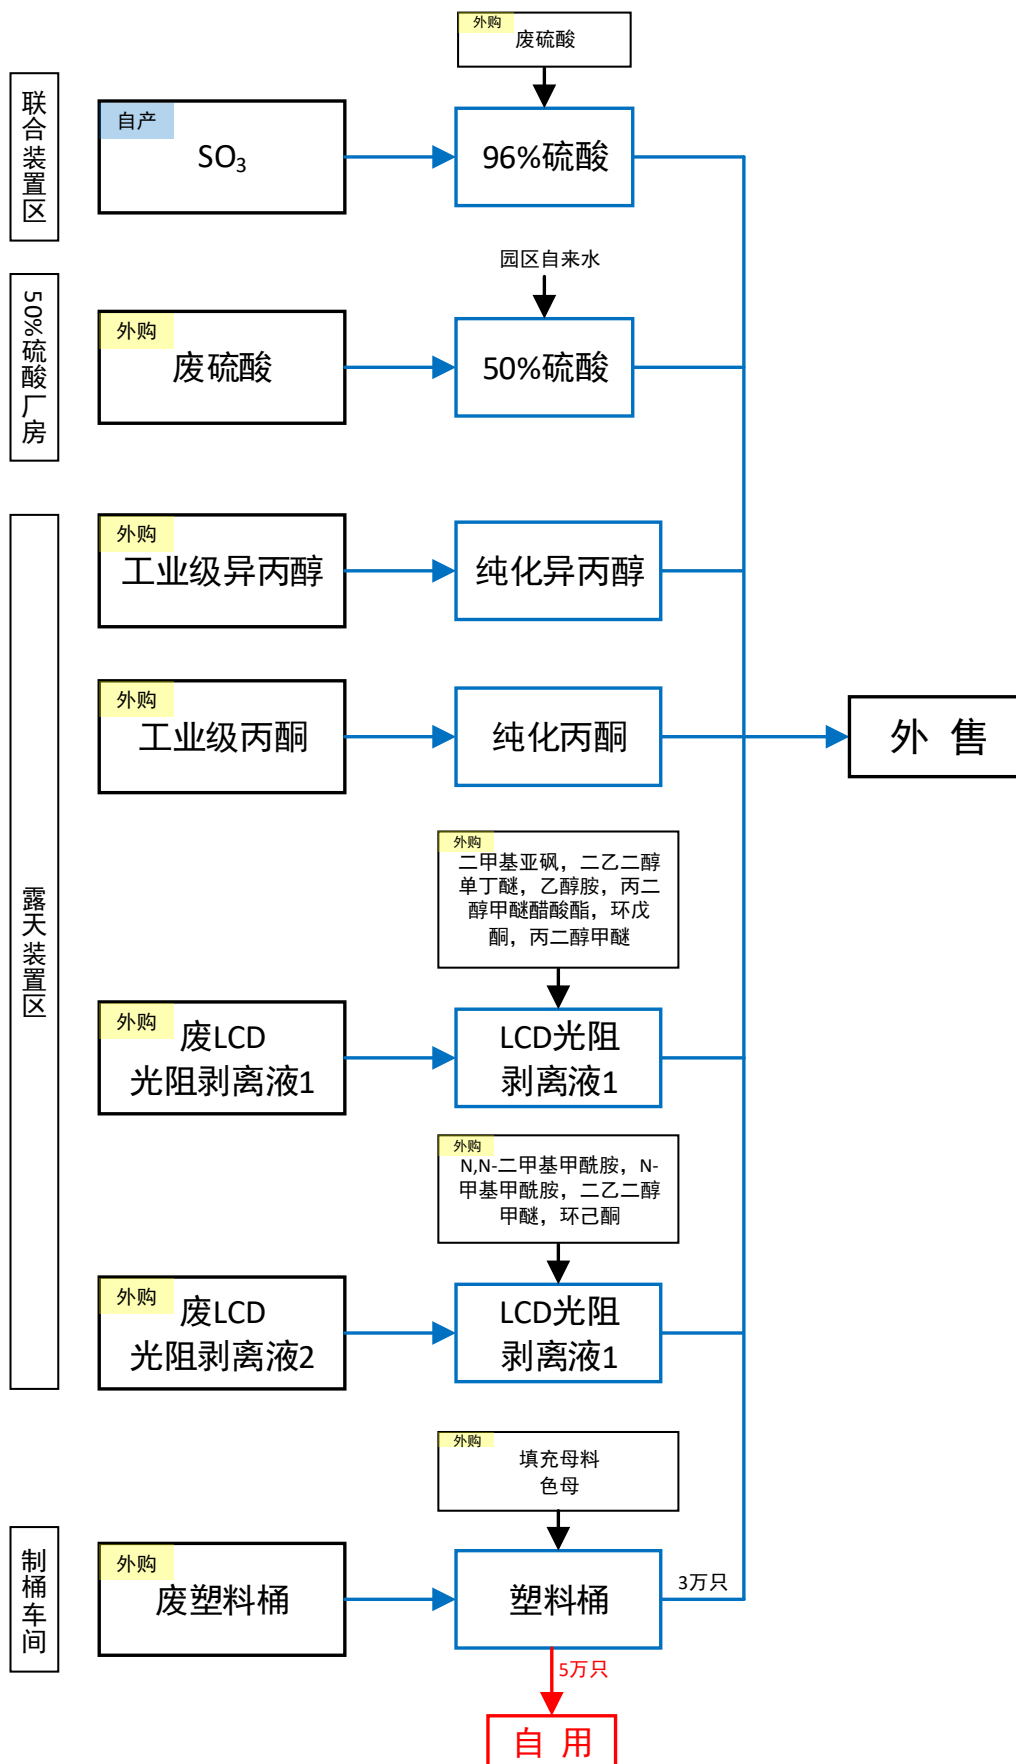 外购
废硫酸
联合装置区
自产
SO₃
96%硫酸
园区自来水
50%硫酸厂房
外购
废硫酸
50%硫酸
露天装置区
外购
工业级异丙醇
纯化异丙醇
外购
工业级丙酮
纯化丙酮
外售
外购
二甲基亚砜，二乙二醇
单丁醚，乙醇胺，丙二
醇甲醚醋酸酯，环戊
酮，丙二醇甲醚
外购
废LCD
光阻剥离液1
LCD光阻
剥离液1
外购
N,N-二甲基甲酰胺，N-
甲基甲酰胺，二乙二醇
甲醚，环己酮
外购
废LCD
光阻剥离液2
LCD光阻
剥离液1
外购
填充母料
色母
制桶车间
外购
废塑料桶
塑料桶
3万只
5万只
自用